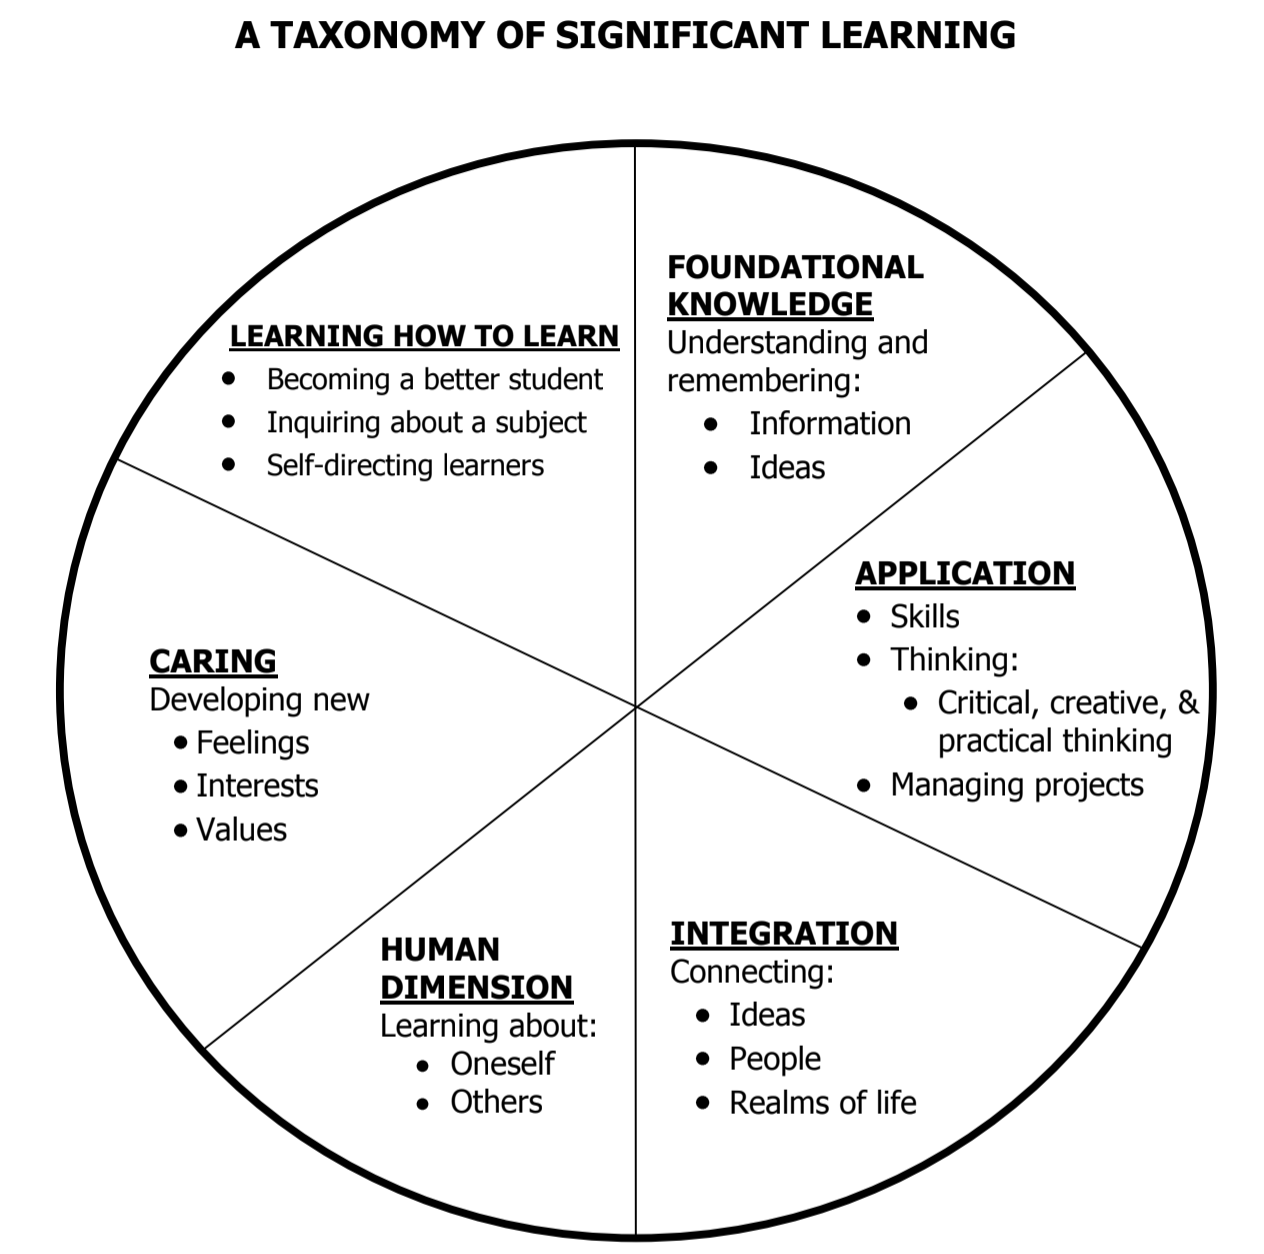 A TAXONOMY OF SIGNIFICANT LEARNING
FOUNDATIONAL
KNOWLEDGE
Understanding and
remembering:
• Information
• Ideas
APPLICATION
• Skills
• Thinking:
• Critical, creative, &
practical thinking
• Managing projects
INTEGRATION
Connecting:
• Ideas
• People
• Realms of life
HUMAN
DIMENSION
Learning about:
• Oneself
• Others
CARING
Developing new
• Feelings
• Interests
• Values
LEARNING HOW TO LEARN
• Becoming a better student
• Inquiring about a subject
• Self-directing learners